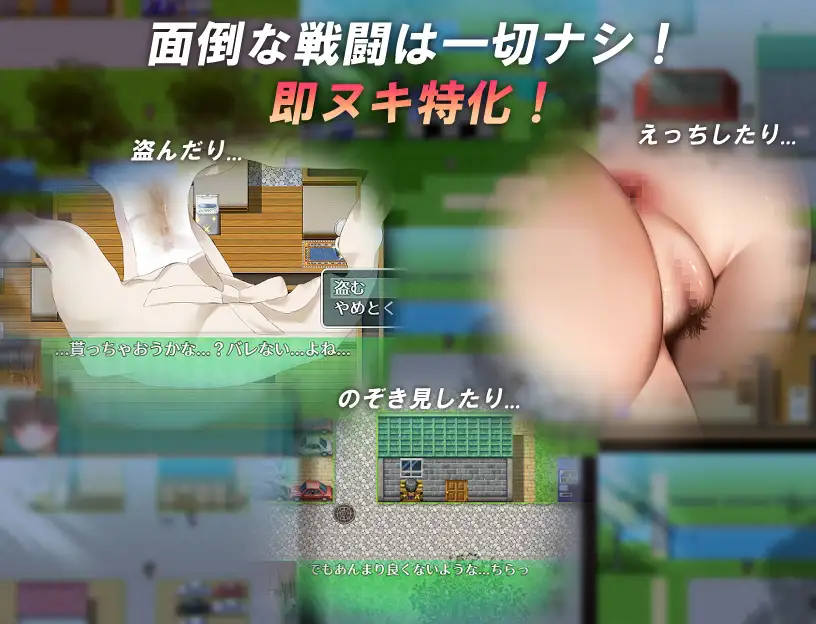 面倒な戦闘は一切ナシ！
即ヌキ特化！
盗んだり…
えっちしたり…
盗む
やめとく
…貰っちゃおうかな…？バレない…よね…
のぞき見したり…
でもあんまり良くないような…ちらっ